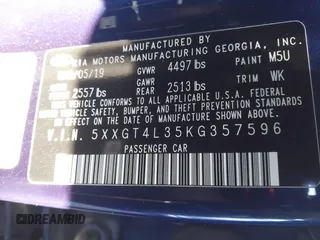 MANUFACTURED BY
KIA MOTORS MANUFACTURING GEORGIA, INC.
05/19 GVWR 4497 lbs PAINT M5U
2557 lbs GAWR 2513 lbs TRIM WK
VEHICLE CONFORMS TO ALL APPLICABLE U.S. FEDERAL
VEHICLE SAFETY, BUMPER, AND THEFT PREVENTION
STANDARDS IN EFFECT ON THE DATE OF MANUFACTURE SHOWN ABOVE
V.I.N. 5XXGT4L35KG357596
PASSENGER CAR
DREAMBID